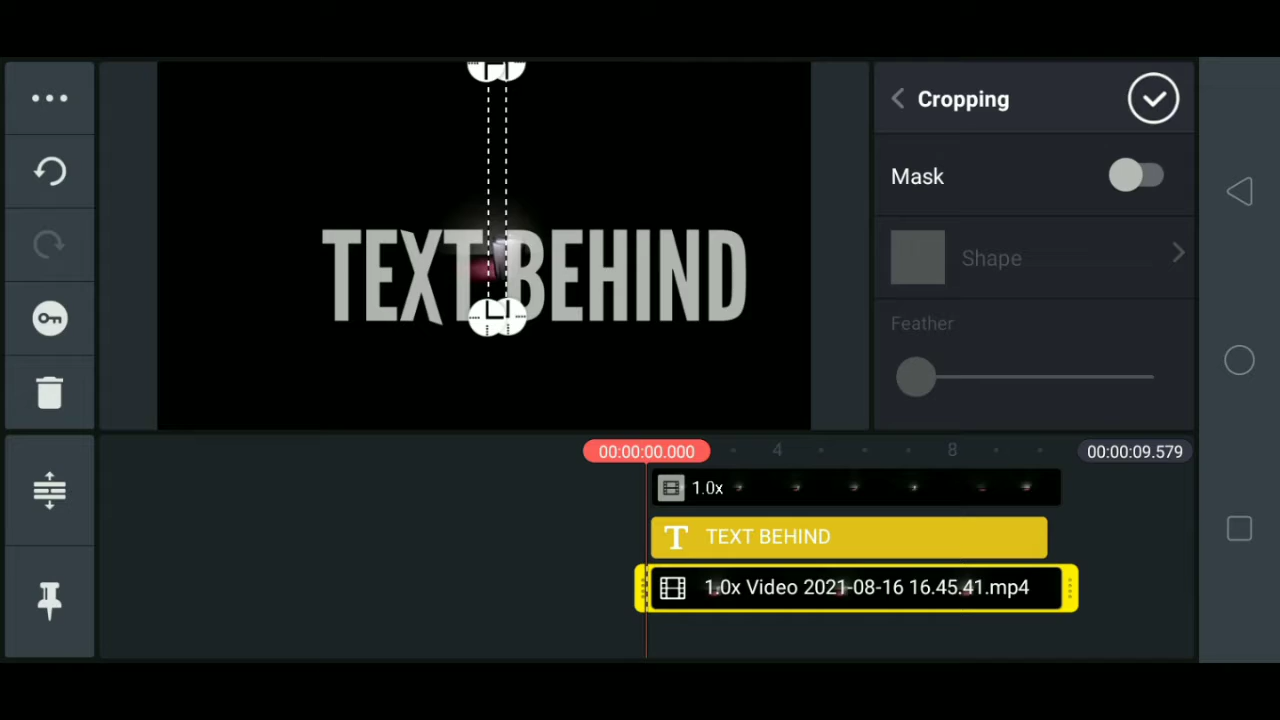 Cropping
Mask
TEXT BEHIND
Shape
Feather
00:00:00.000
4
8
00:00:09.579
1.0x
T TEXT BEHIND
1.0x Video 2021-08-16 16.45.41.mp4